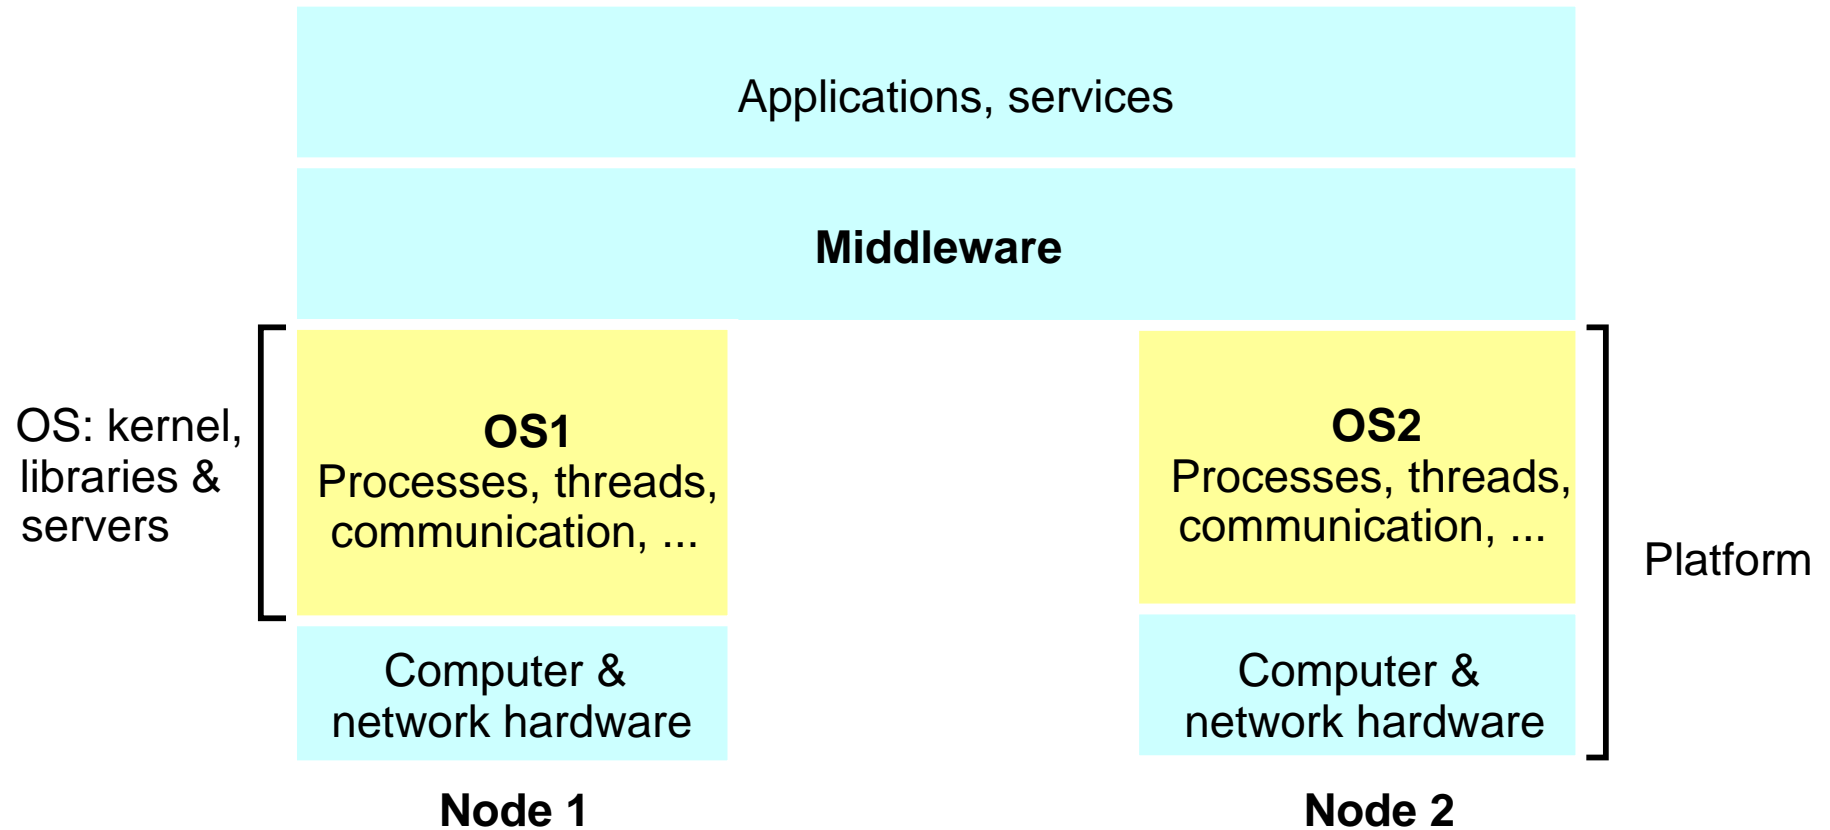 Applications, services
Middleware
OS: kernel,
libraries &
servers
OS1
Processes, threads,
communication, ...
OS2
Processes, threads,
communication, ...
Platform
Computer &
network hardware
Computer &
network hardware
Node 1
Node 2